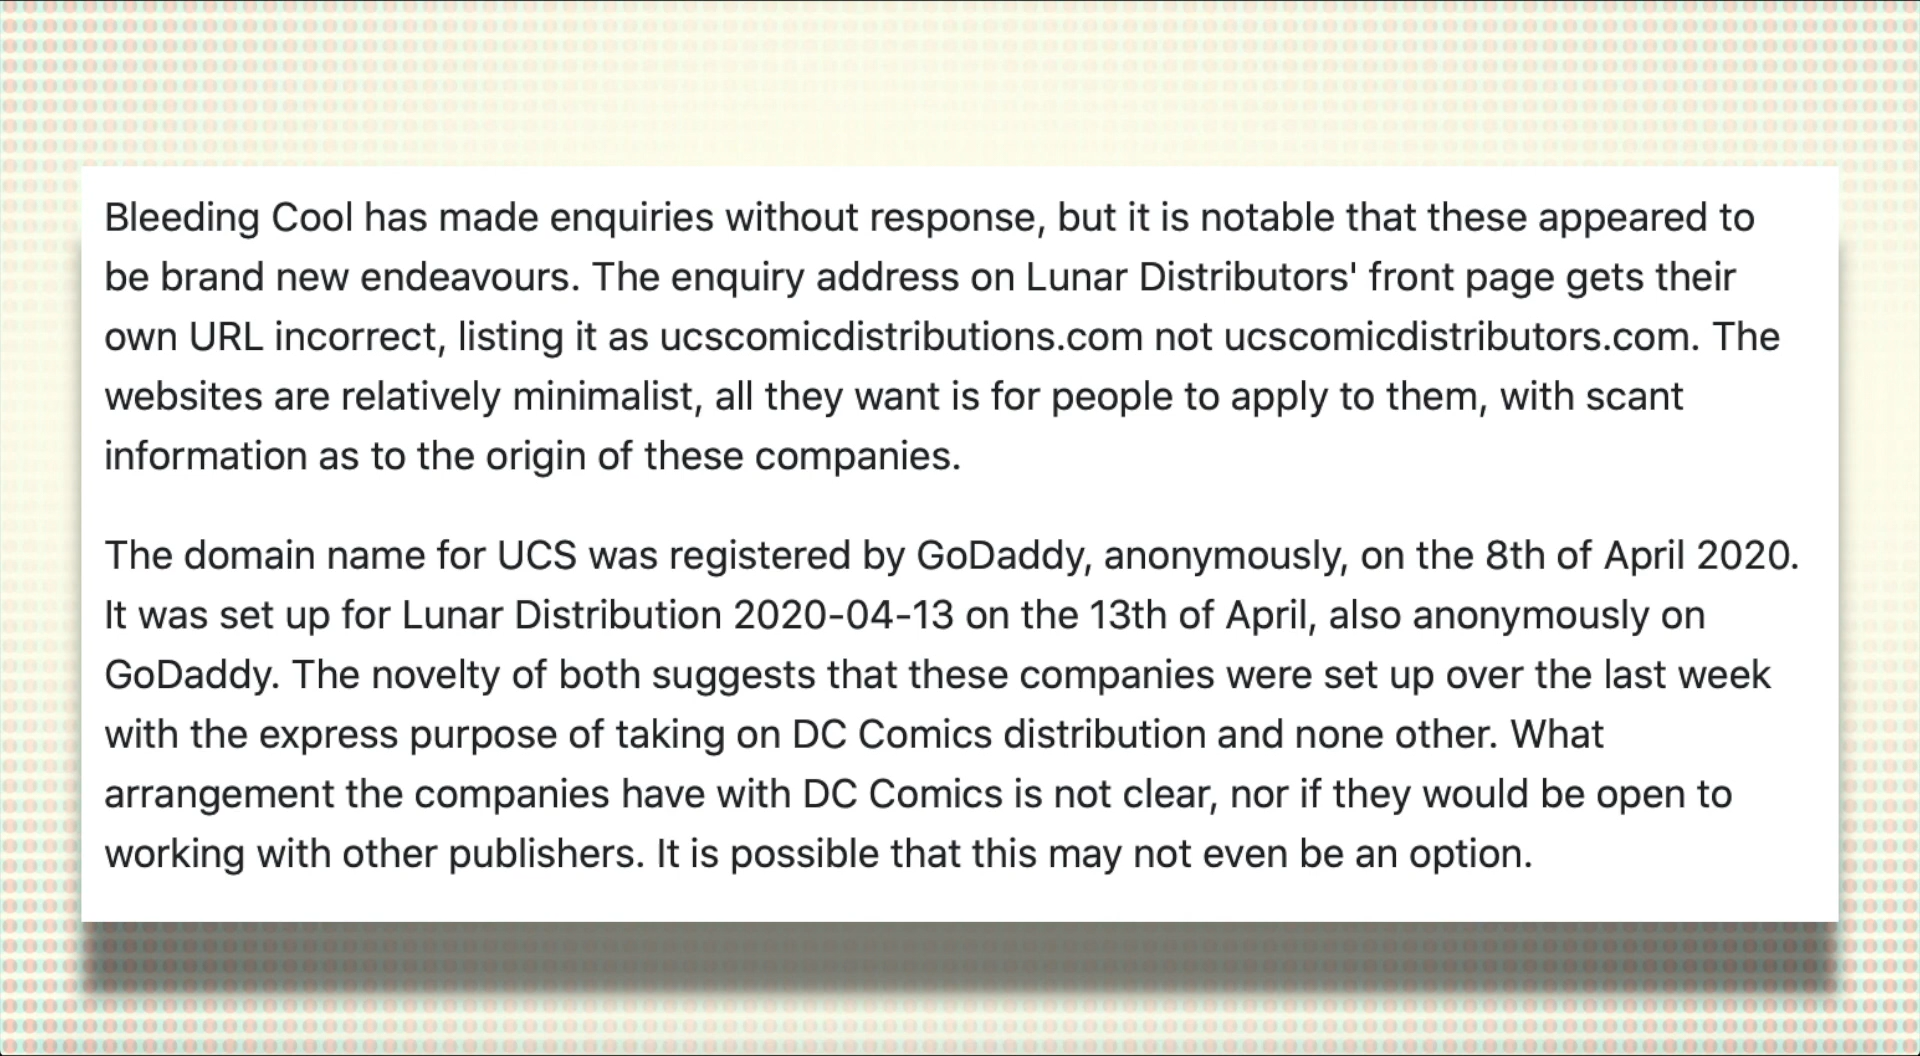 Bleeding Cool has made enquiries without response, but it is notable that these appeared to
be brand new endeavours. The enquiry address on Lunar Distributors' front page gets their
own URL incorrect, listing it as ucscomicdistributions.com not ucscomicdistributors.com. The
websites are relatively minimalist, all they want is for people to apply to them, with scant
information as to the origin of these companies.
The domain name for UCS was registered by GoDaddy, anonymously, on the 8th of April 2020.
It was set up for Lunar Distribution 2020-04-13 on the 13th of April, also anonymously on
GoDaddy. The novelty of both suggests that these companies were set up over the last week
with the express purpose of taking on DC Comics distribution and none other. What
arrangement the companies have with DC Comics is not clear, nor if they would be open to
working with other publishers. It is possible that this may not even be an option.